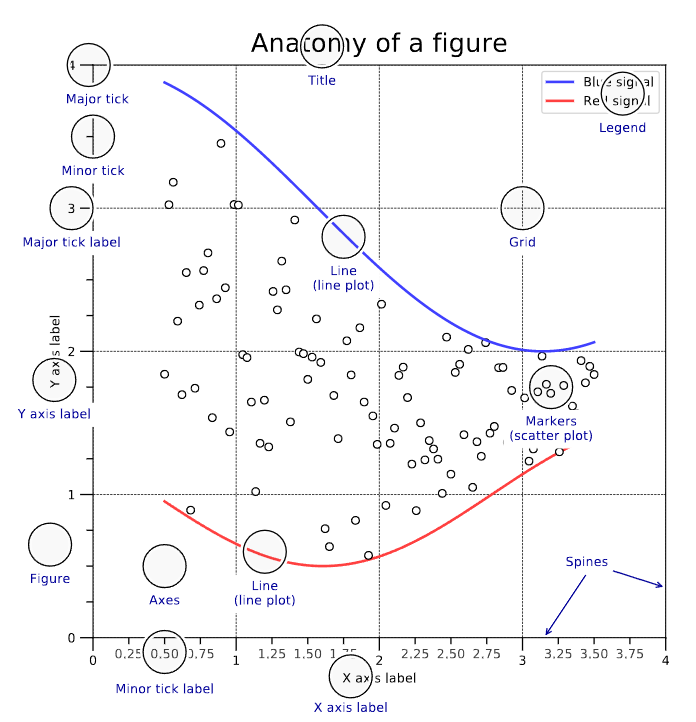 Anatomy of a figure
Title
4
Major tick
Blue signal
Red signal
Legend
Minor tick
3
Major tick label
Grid
Line
(line plot)
2
Y axis label
Y axis label
Markers
(scatter plot)
1
Figure
Axes
Line
(line plot)
Spines
0
0 0.25 0.50 0.75 1 1.25 1.50 1.75 2 2.25 2.50 2.75 3 3.25 3.50 3.75 4
Minor tick label
X axis label
X axis label